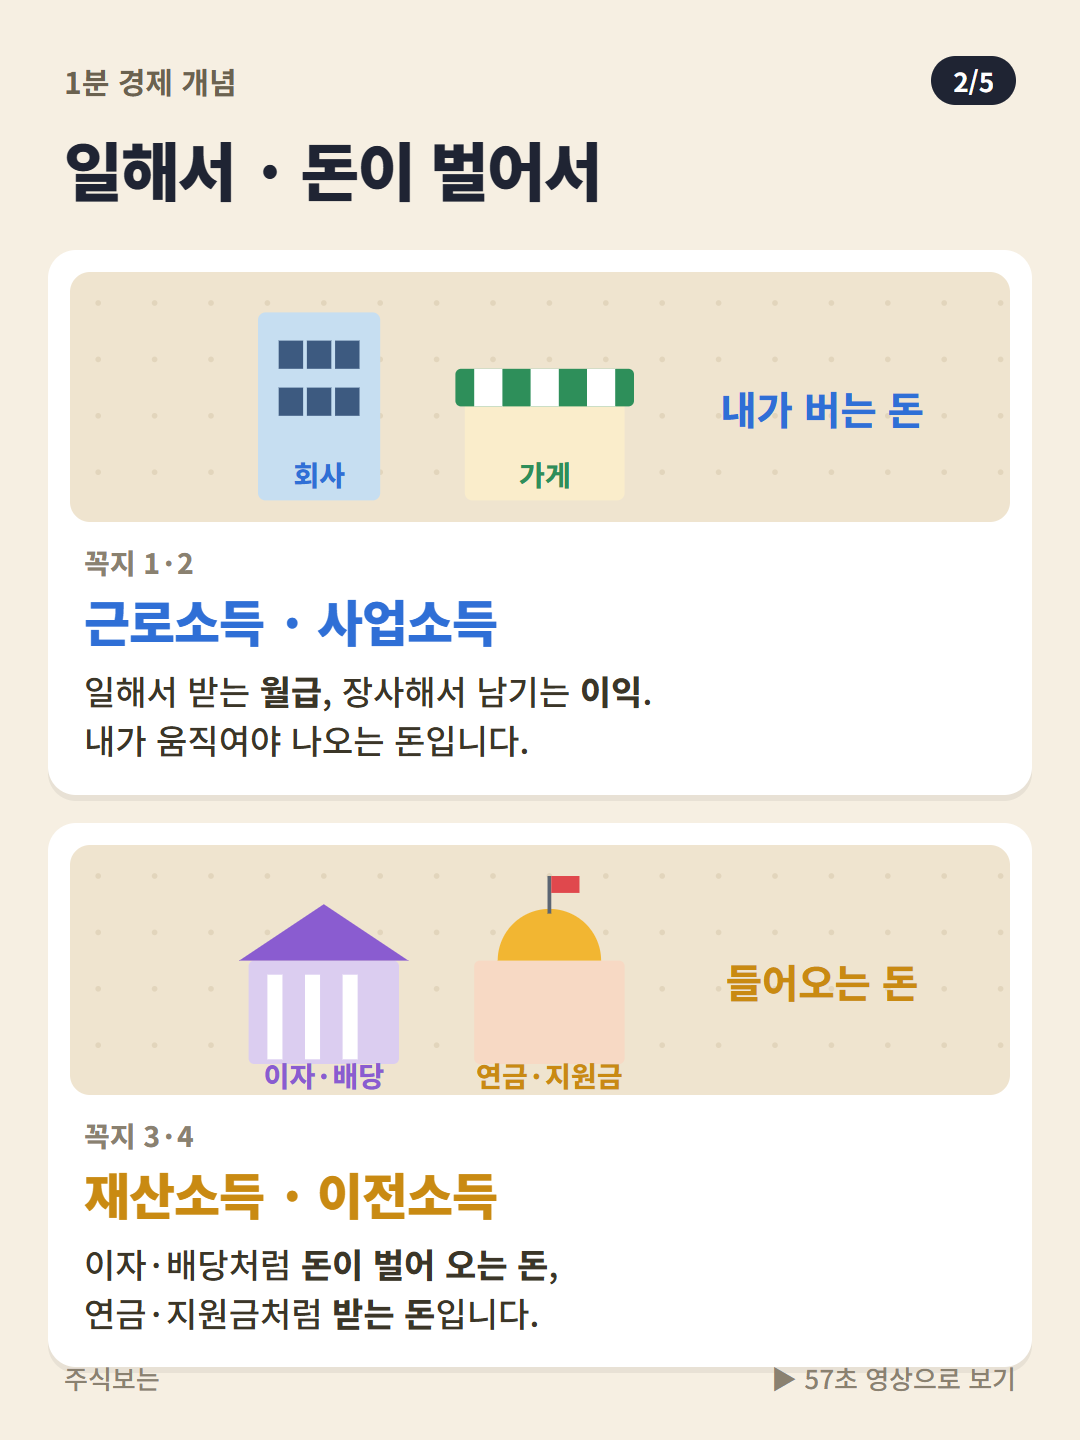 1분 경제 개념
2/5
일해서 · 돈이 벌어서
회사
가게
내가 버는 돈
꼭지 1·2
근로소득 · 사업소득
일해서 받는 월급, 장사해서 남기는 이익.
내가 움직여야 나오는 돈입니다.
이자·배당
연금·지원금
들어오는 돈
꼭지 3·4
재산소득 · 이전소득
이자·배당처럼 돈이 벌어 오는 돈,
연금·지원금처럼 받는 돈입니다.
주식보는
▶ 57초 영상으로 보기